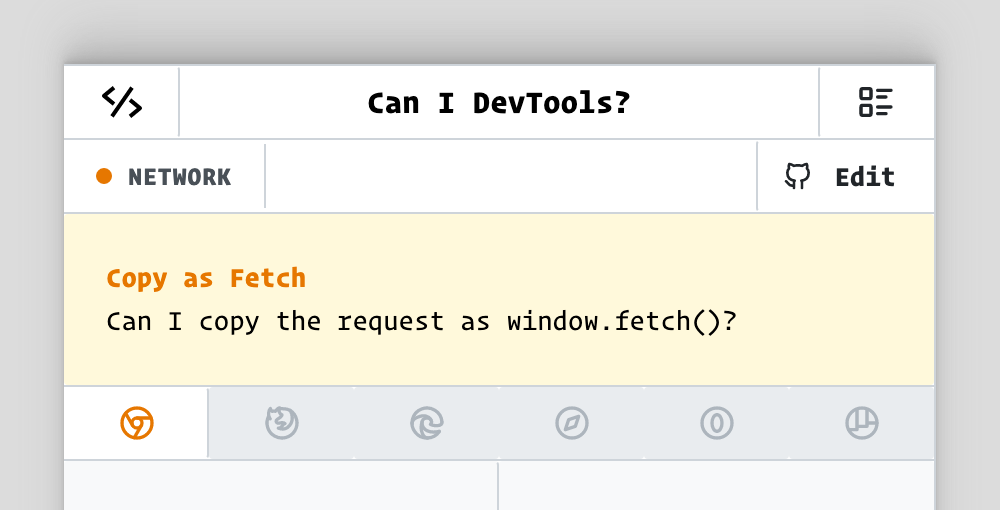 Can I DevTools?
NETWORK
Edit
Copy as Fetch
Can I copy the request as window.fetch()?